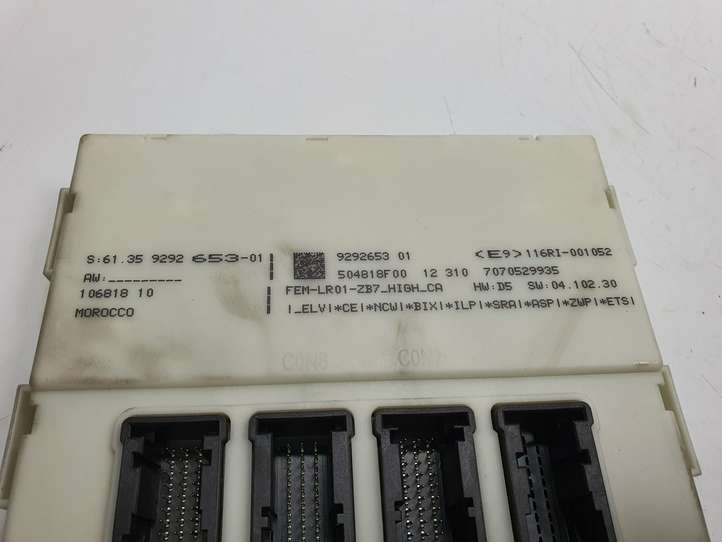 S:61.35 9292 653-01
AW:_________
106818 10
MOROCCO
9292653 01 <E9>116RI-001052
504818F00 12 310 7070529935
FEM-LR01-ZB7_HIGH_CA HW:D5 SW:04.102.30
|_ELV|*CE|*NCW|*BIX|*ILP|*SRA|*ASP|*ZWP|*ETS|